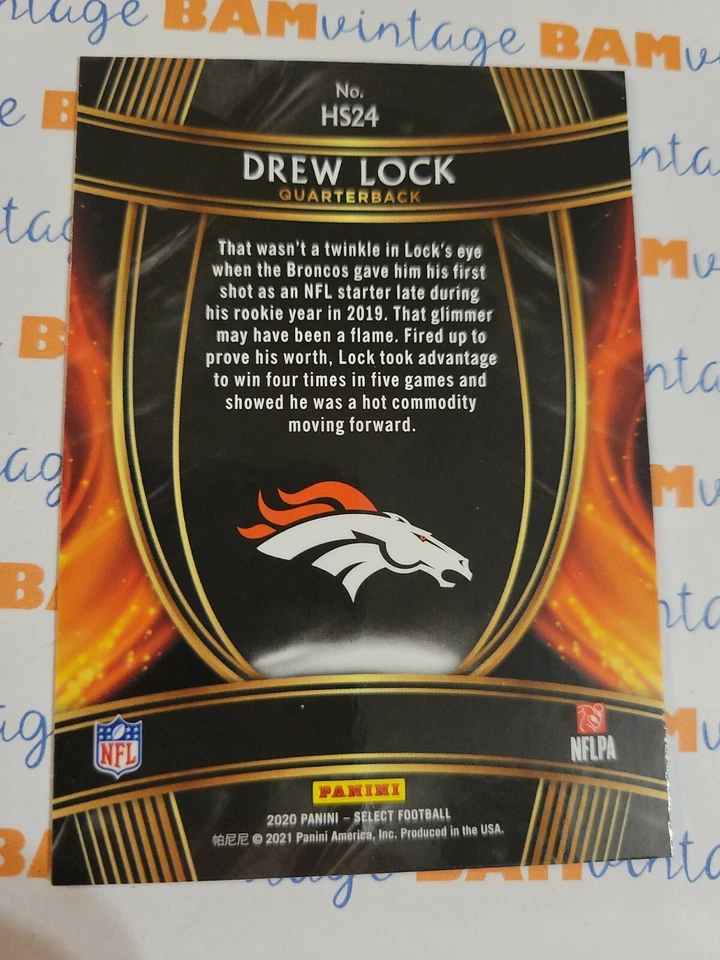 BAMvintage BAM
No.
HS24
DREW LOCK
QUARTERBACK
That wasn't a twinkle in Lock's eye
when the Broncos gave him his first
shot as an NFL starter late during
his rookie year in 2019. That glimmer
may have been a flame. Fired up to
prove his worth, Lock took advantage
to win four times in five games and
showed he was a hot commodity
moving forward.
NFL
NFLPA
PANINI
2020 PANINI – SELECT FOOTBALL
帕尼尼 © 2021 Panini America, Inc. Produced in the USA.